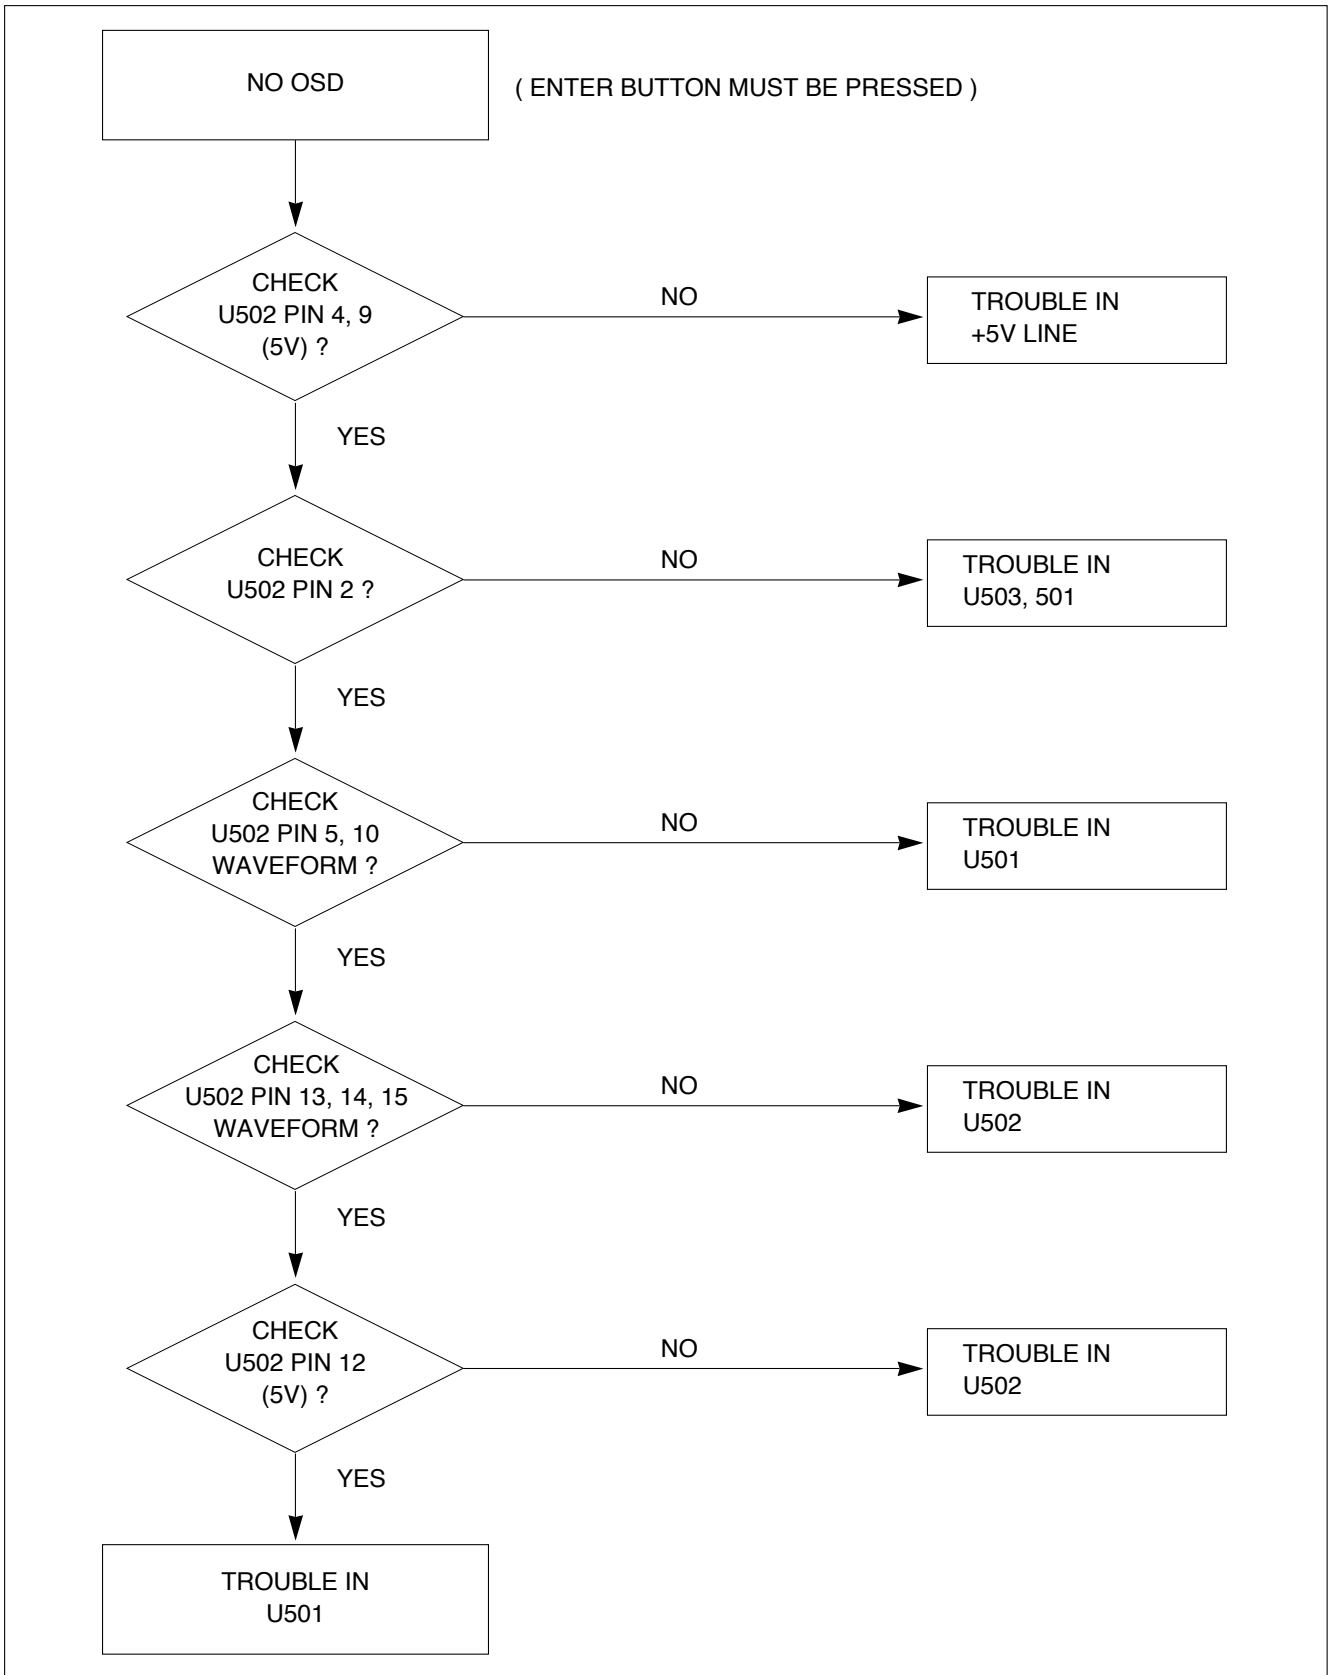 NO OSD
( ENTER BUTTON MUST BE PRESSED )
CHECK
U502 PIN 4, 9
(5V) ?
NO
TROUBLE IN
+5V LINE
YES
CHECK
U502 PIN 2 ?
NO
TROUBLE IN
U503, 501
YES
CHECK
U502 PIN 5, 10
WAVEFORM ?
NO
TROUBLE IN
U501
YES
CHECK
U502 PIN 13, 14, 15
WAVEFORM ?
NO
TROUBLE IN
U502
YES
CHECK
U502 PIN 12
(5V) ?
NO
TROUBLE IN
U502
YES
TROUBLE IN
U501